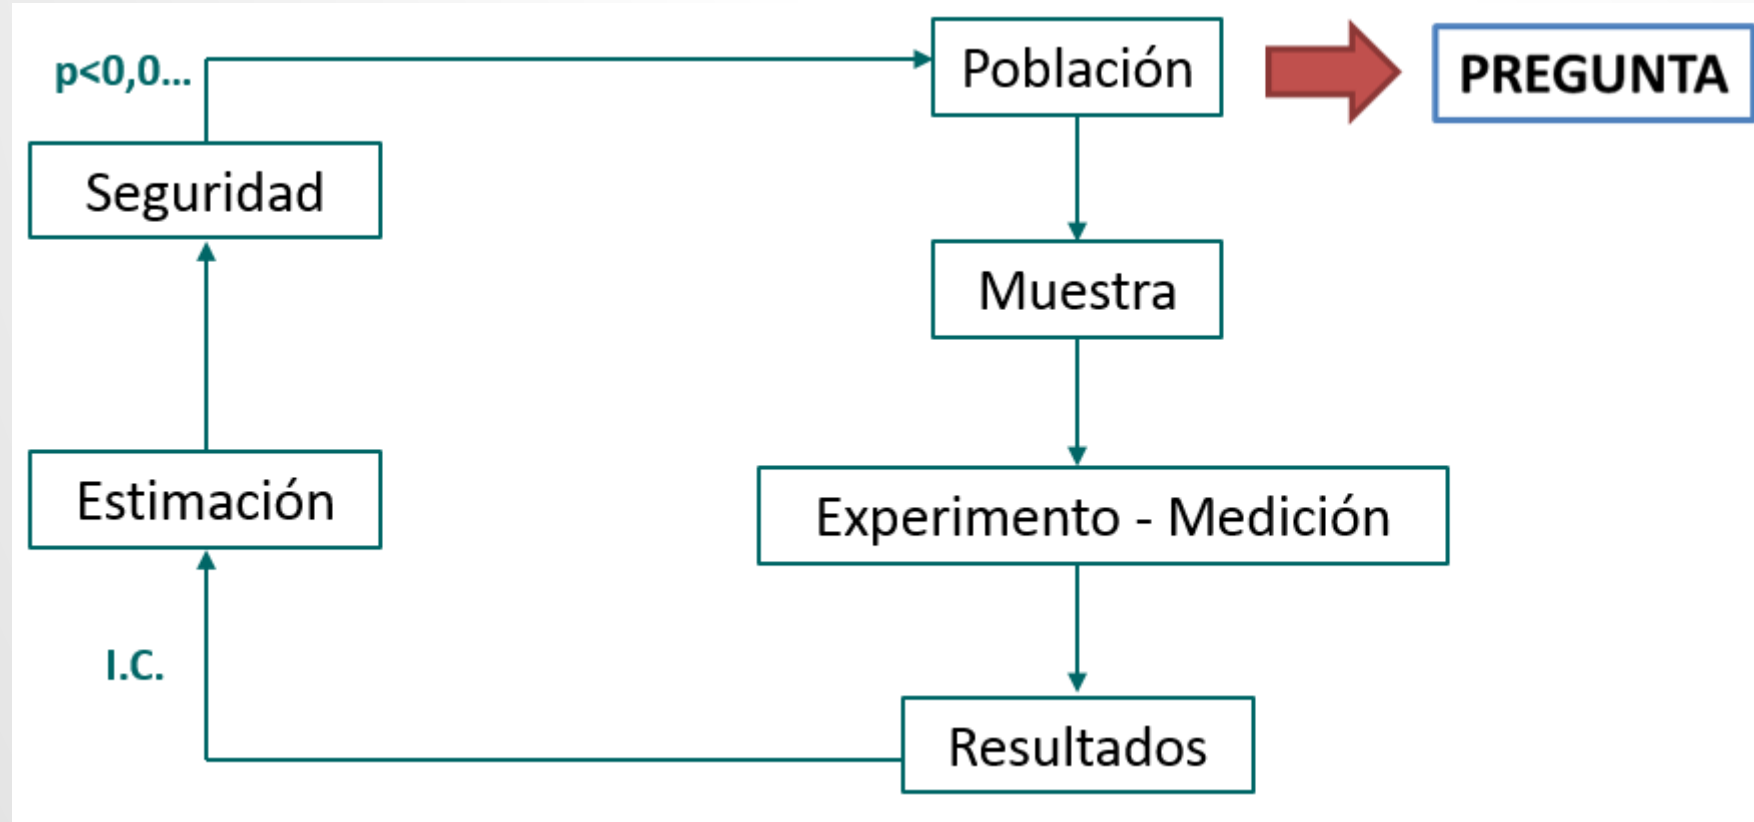 p<0,0...
Población
PREGUNTA
Seguridad
Muestra
Estimación
Experimento - Medición
I.C.
Resultados